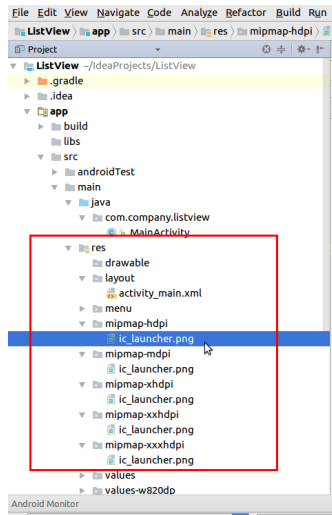 File Edit View Navigate Code Analyze Refactor Build Run
ListView app src main res mipmap-hdpi
Project
ListView ~/IdeaProjects/ListView
.gradle
.idea
app
build
libs
src
androidTest
main
java
com.company.listview
MainActivity
res
drawable
layout
activity_main.xml
menu
mipmap-hdpi
ic_launcher.png
mipmap-mdpi
ic_launcher.png
mipmap-xhdpi
ic_launcher.png
mipmap-xxhdpi
ic_launcher.png
mipmap-xxxhdpi
ic_launcher.png
values
values-w820dp
Android Monitor